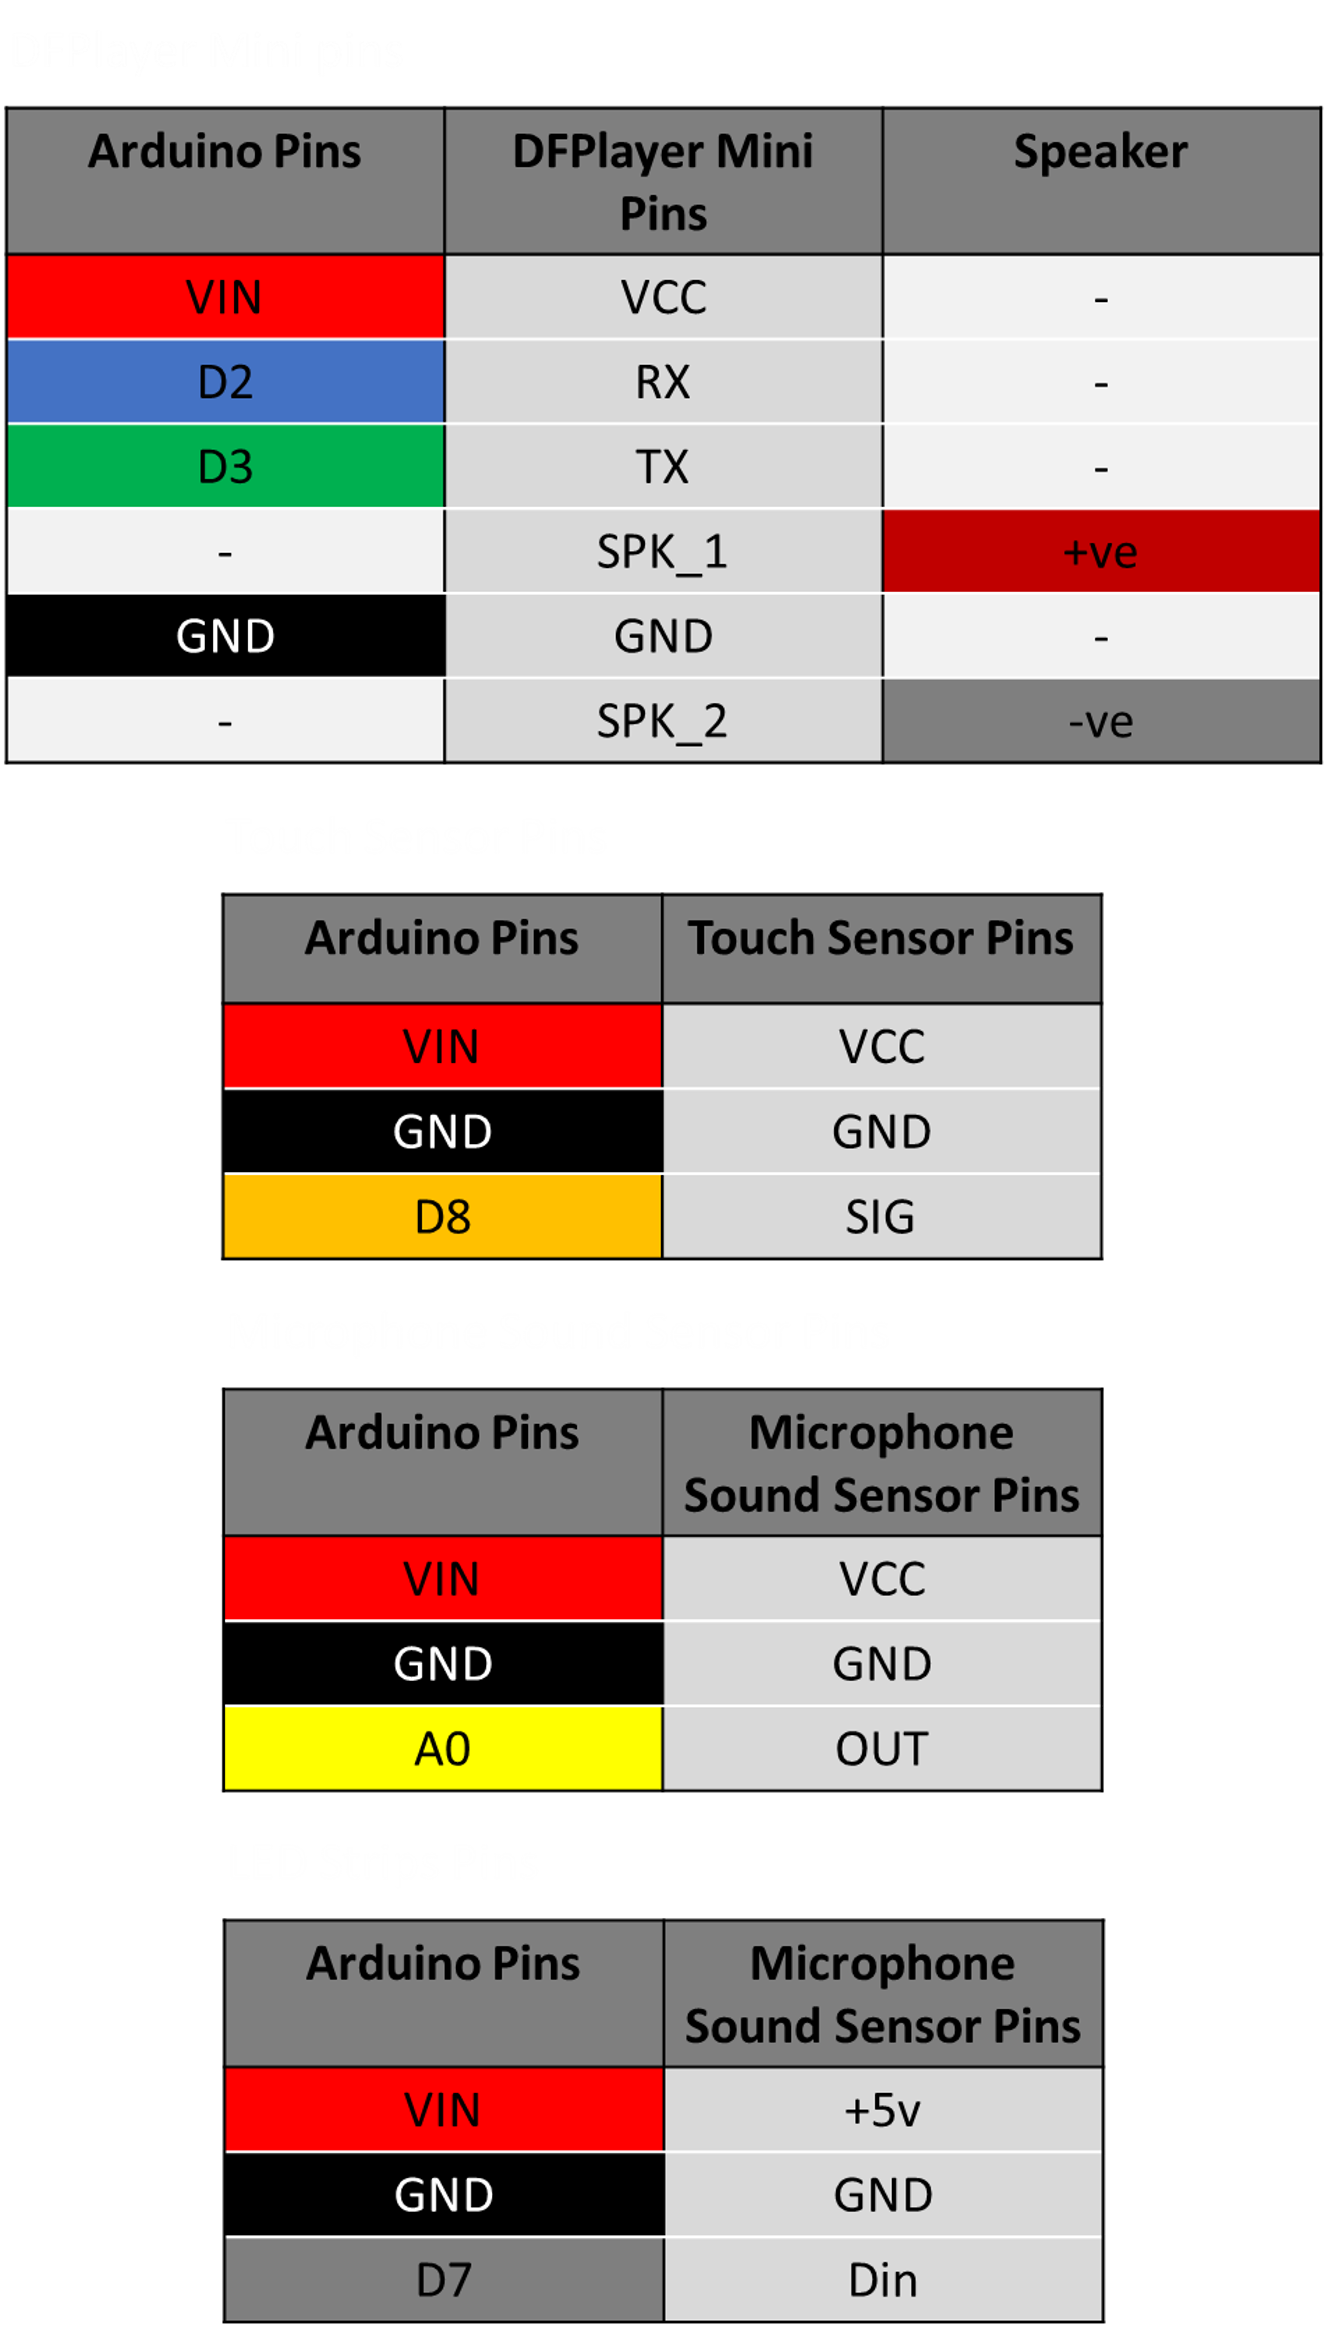 Arduino Pins
DFPlayer Mini
Pins
Speaker
VIN
VCC
-
D2
RX
-
D3
TX
-
-
SPK_1
+ve
GND
GND
-
-
SPK_2
-ve
Arduino Pins
Touch Sensor Pins
VIN
VCC
GND
GND
D8
SIG
Arduino Pins
Microphone
Sound Sensor Pins
VIN
VCC
GND
GND
A0
OUT
Arduino Pins
Microphone
Sound Sensor Pins
VIN
+5v
GND
GND
D7
Din